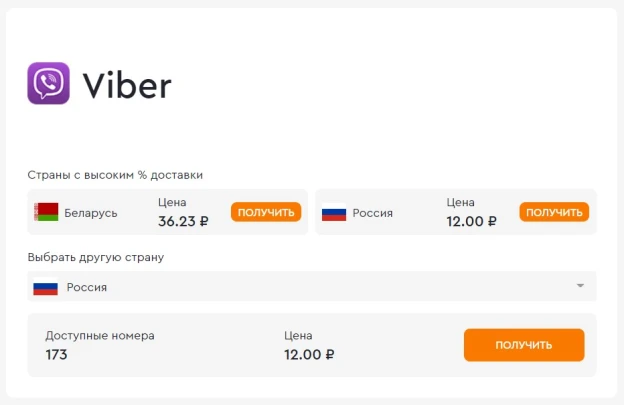 Viber
Страны с высоким % доставки
Беларусь
Цена
36.23 ₽
ПОЛУЧИТЬ
Россия
Цена
12.00 ₽
ПОЛУЧИТЬ
Выбрать другую страну
Россия
Доступные номера
173
Цена
12.00 ₽
ПОЛУЧИТЬ